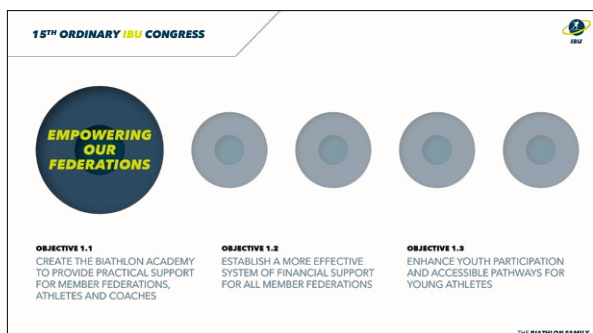 15TH ORDINARY IBU CONGRESS
IBU
EMPOWERING
OUR
FEDERATIONS
OBJECTIVE 1.1
CREATE THE BIATHLON ACADEMY
TO PROVIDE PRACTICAL SUPPORT
FOR MEMBER FEDERATIONS,
ATHLETES AND COACHES
OBJECTIVE 1.2
ESTABLISH A MORE EFFECTIVE
SYSTEM OF FINANCIAL SUPPORT
FOR ALL MEMBER FEDERATIONS
OBJECTIVE 1.3
ENHANCE YOUTH PARTICIPATION
AND ACCESSIBLE PATHWAYS FOR
YOUNG ATHLETES
THE BIATHLON FAMILY